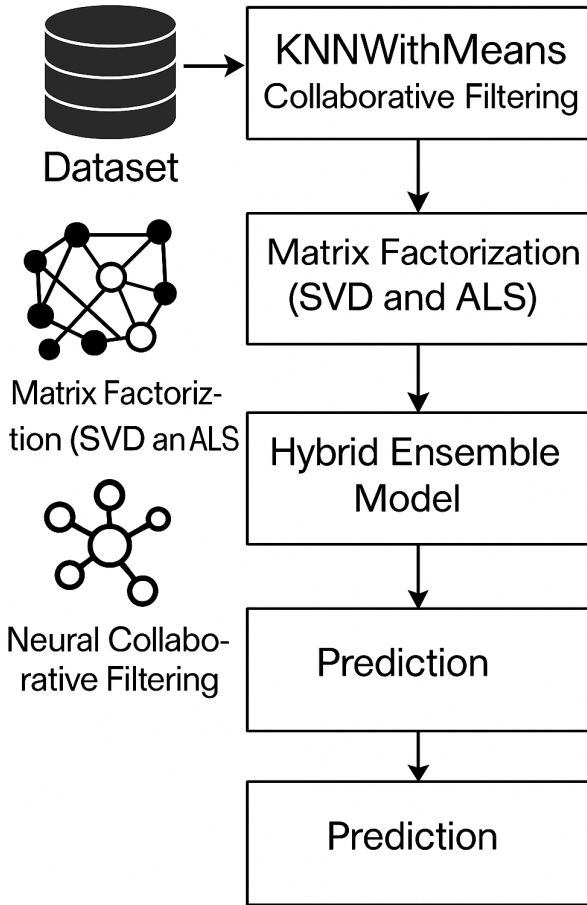 KNNWithMeans
Collaborative Filtering
Dataset
Matrix Factorization
(SVD and ALS)
Matrix Factoriz-
tion (SVD an ALS
Hybrid Ensemble
Model
Neural Collabo-
rative Filtering
Prediction
Prediction